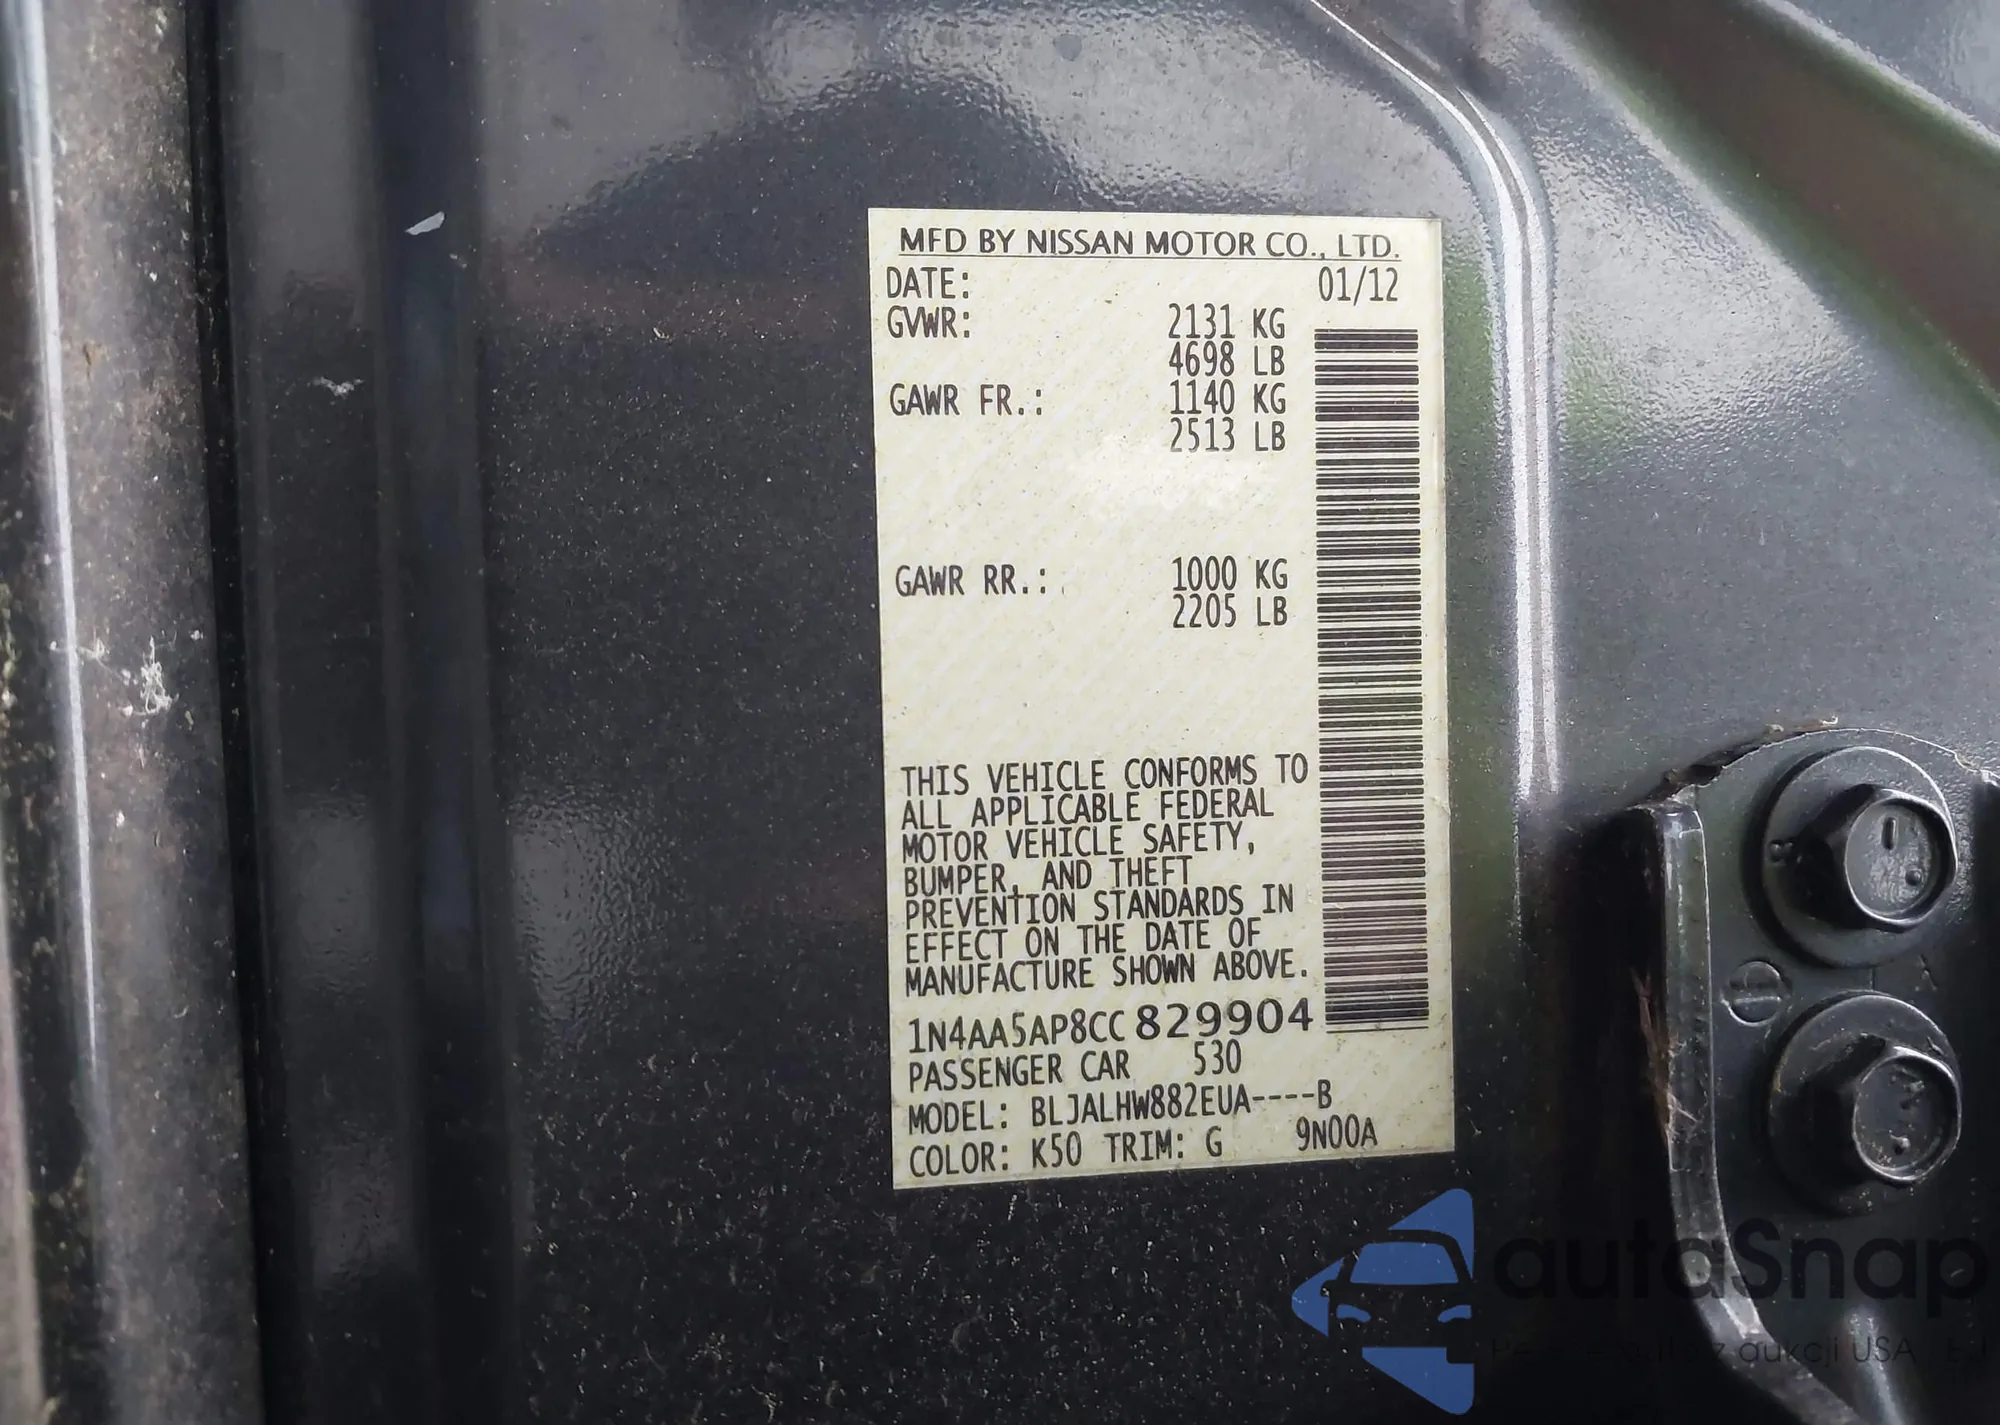 MFD BY NISSAN MOTOR CO., LTD.
DATE: 01/12
GVWR: 2131 KG
4698 LB
GAWR FR.: 1140 KG
2513 LB
GAWR RR.: 1000 KG
2205 LB
THIS VEHICLE CONFORMS TO
ALL APPLICABLE FEDERAL
MOTOR VEHICLE SAFETY,
BUMPER, AND THEFT
PREVENTION STANDARDS IN
EFFECT ON THE DATE OF
MANUFACTURE SHOWN ABOVE.
1N4AA5AP8CC829904
PASSENGER CAR 530
MODEL: BLJALHW882EUA----B
COLOR: K50 TRIM: G 9N00A
autaSnap
z aukcji USA